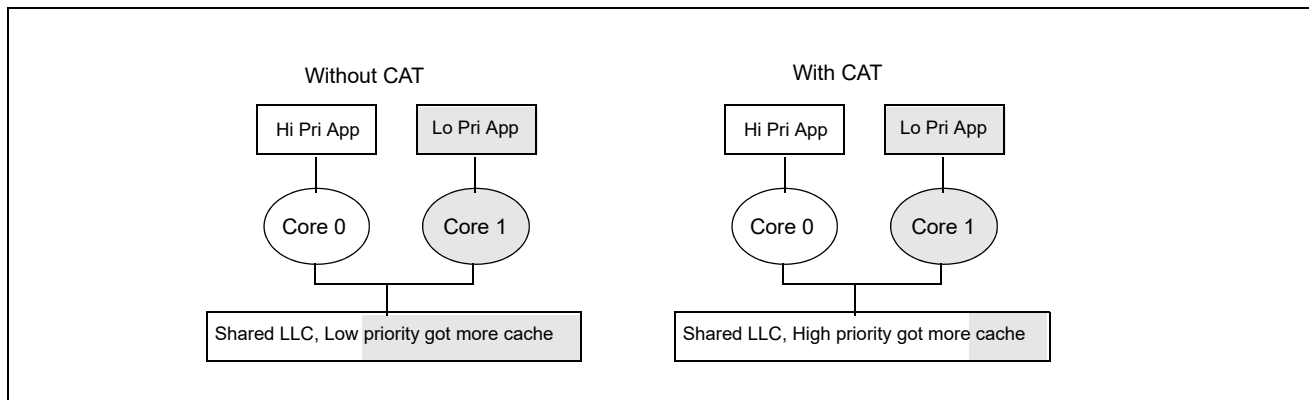 Without CAT
Hi Pri App
Lo Pri App
Core 0
Core 1
Shared LLC, Low priority got more cache
With CAT
Hi Pri App
Lo Pri App
Core 0
Core 1
Shared LLC, High priority got more cache